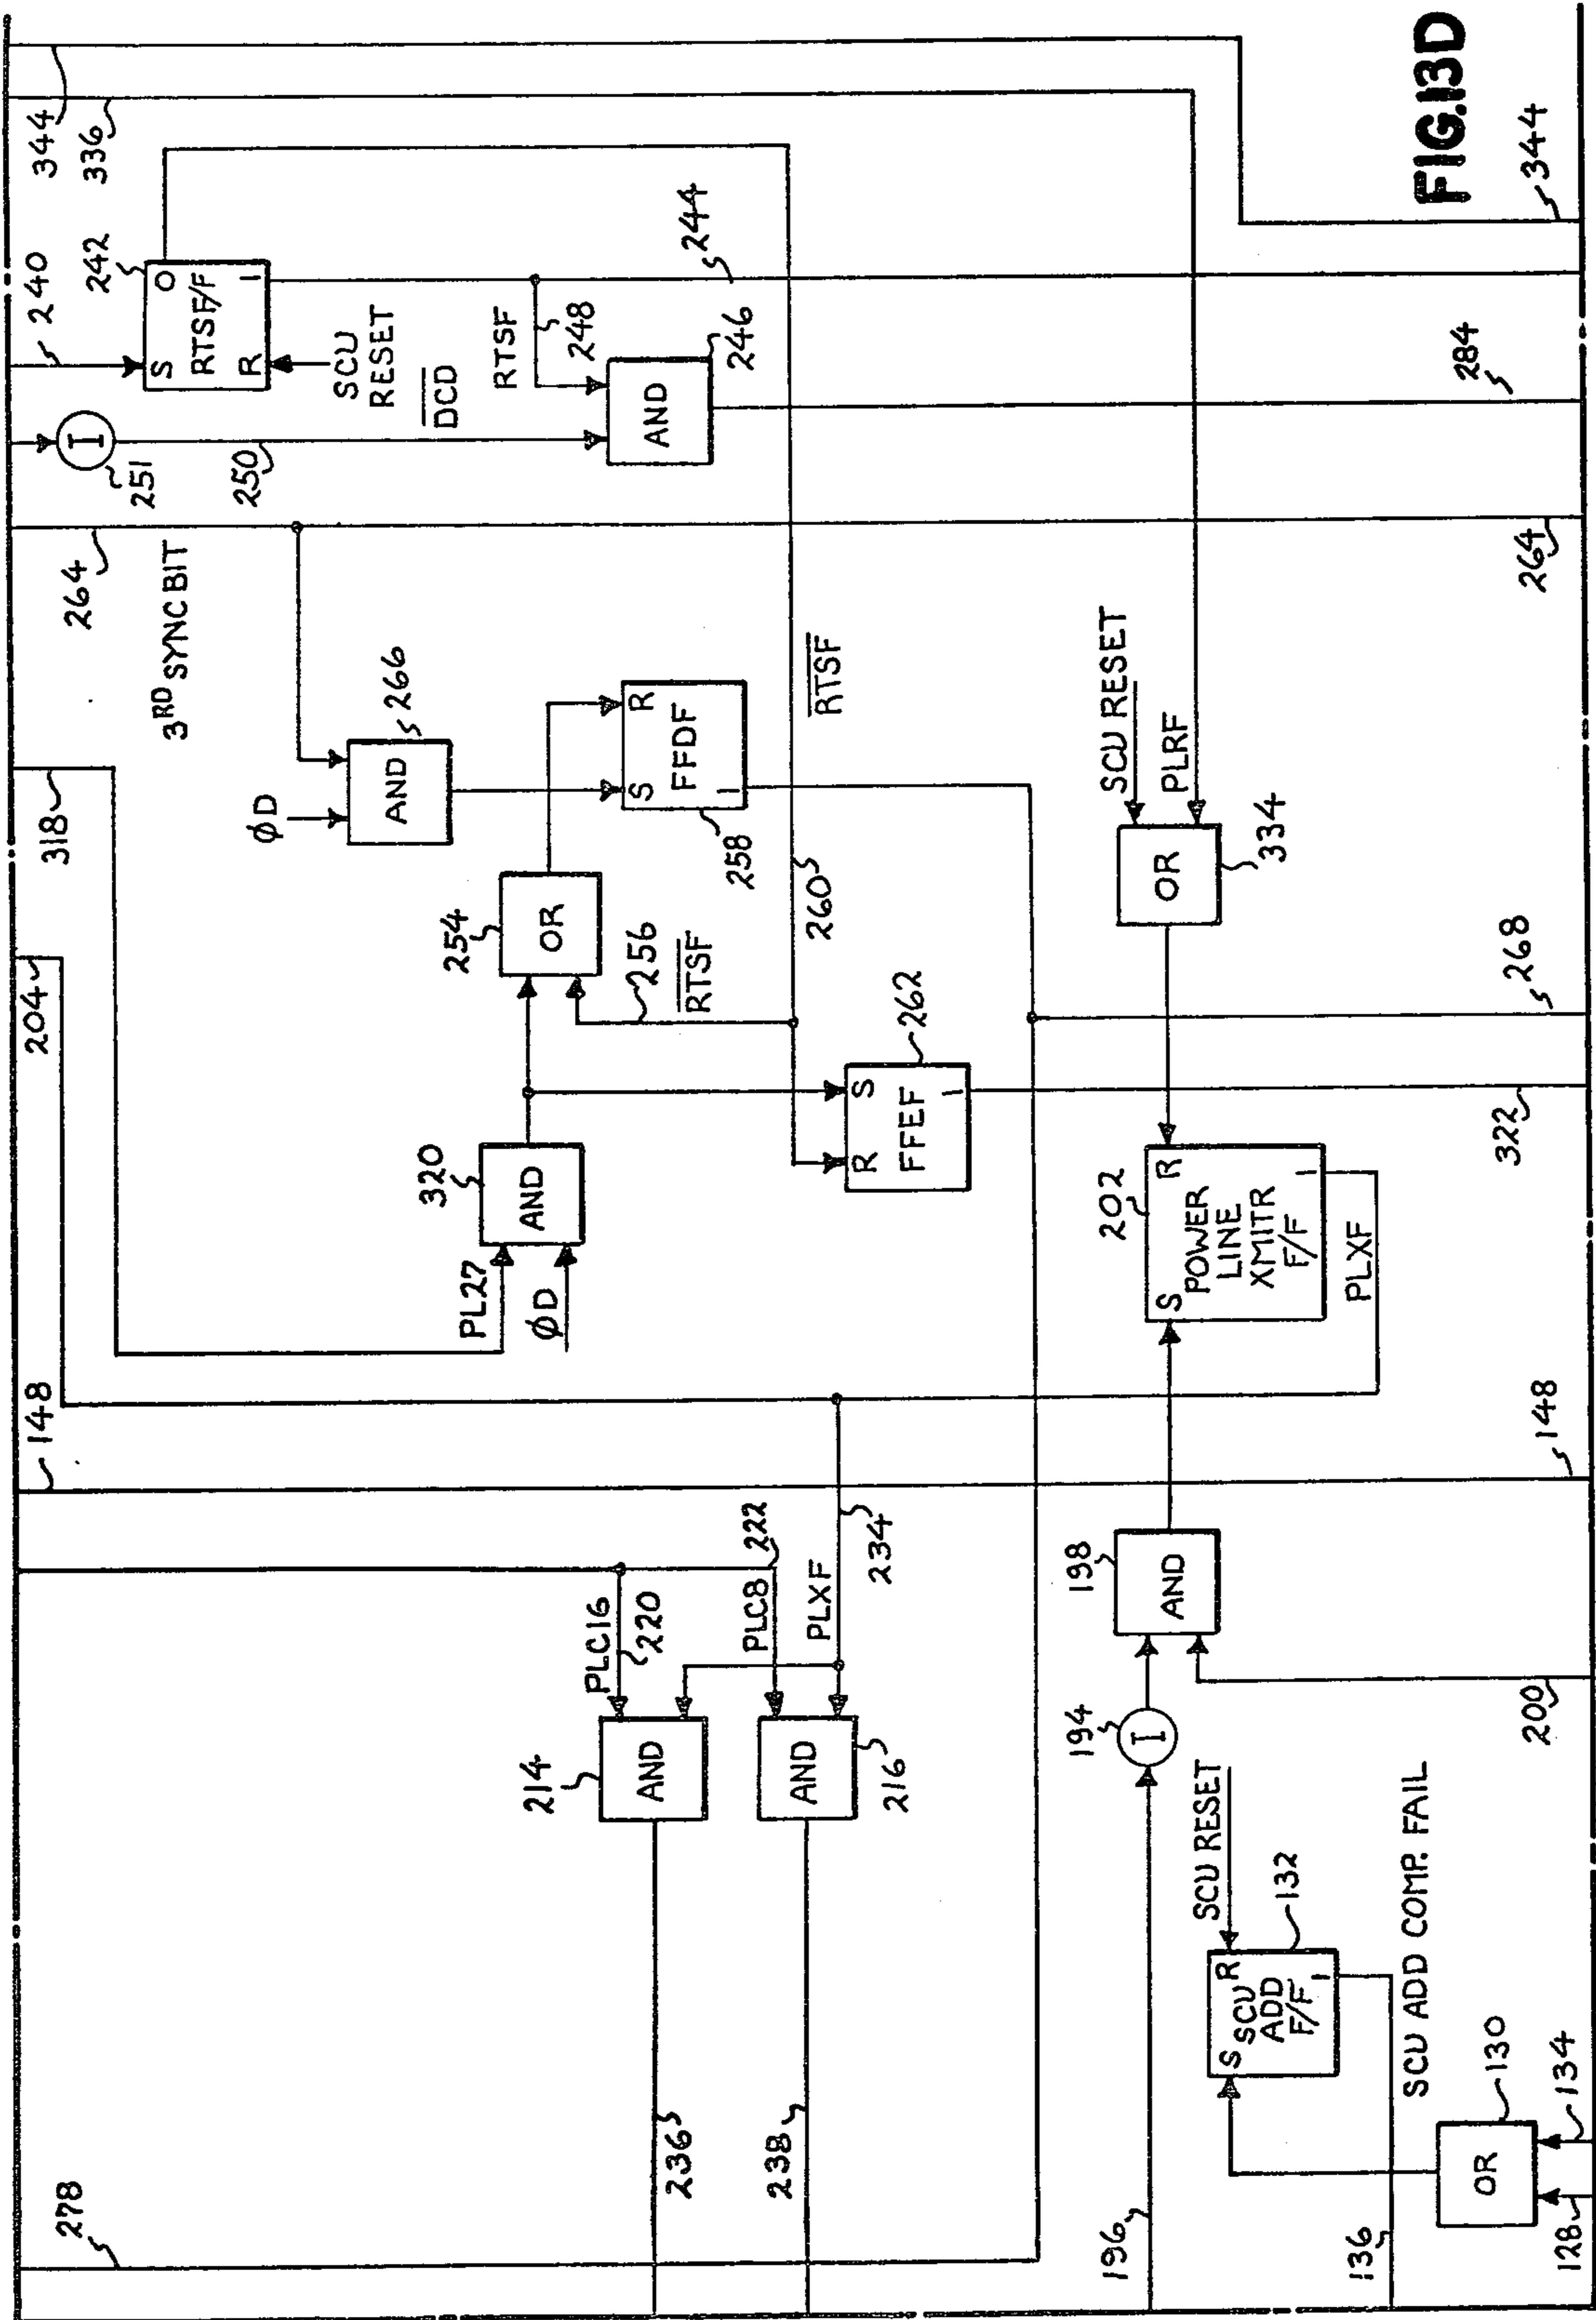 278
148
204
318
264
240
344
336
251
242
S
O
RTSF/F
R
I
I
SCU
RESET
250
DCD
RTSF
248
244
246
AND
284
3RD SYNC BIT
ØD
AND
266
254
OR
256
RTSF
S
R
FFDF
I
258
260
RTSF
PL27
ØD
320
AND
262
R
S
FFEF
I
PLC16
220
222
PLC8
PLXF
234
214
AND
AND
216
236
238
196
194
I
198
AND
200
202
S
R
POWER
LINE
XMITR
F/F
I
PLXF
SCU RESET
PLRF
OR
334
SCU RESET
S
R
SCU
ADD
F/F
I
132
136
SCU ADD COMP. FAIL
OR
130
128
134
148
322
268
264
344
FIG.13D